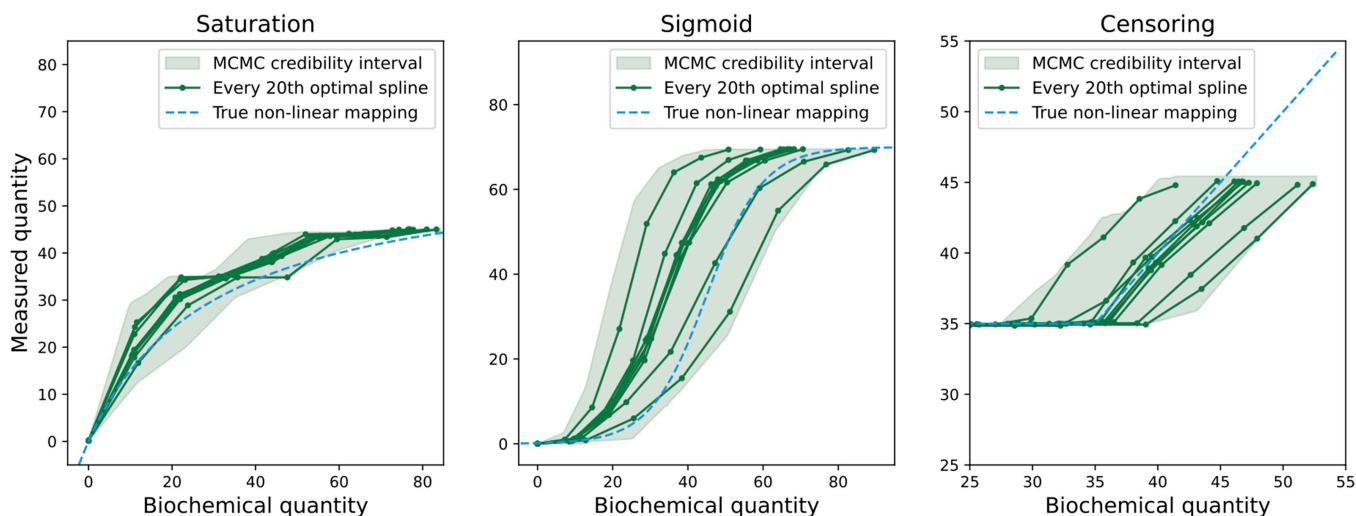 Saturation
MCMC credibility interval
Every 20th optimal spline
True non-linear mapping
80
70
60
50
40
30
20
10
0
0
20
40
60
80
Measured quantity
Biochemical quantity
Sigmoid
MCMC credibility interval
Every 20th optimal spline
True non-linear mapping
80
60
40
20
0
0
20
40
60
80
Biochemical quantity
Censoring
MCMC credibility interval
Every 20th optimal spline
True non-linear mapping
55
50
45
40
35
30
25
25
30
35
40
45
50
55
Biochemical quantity